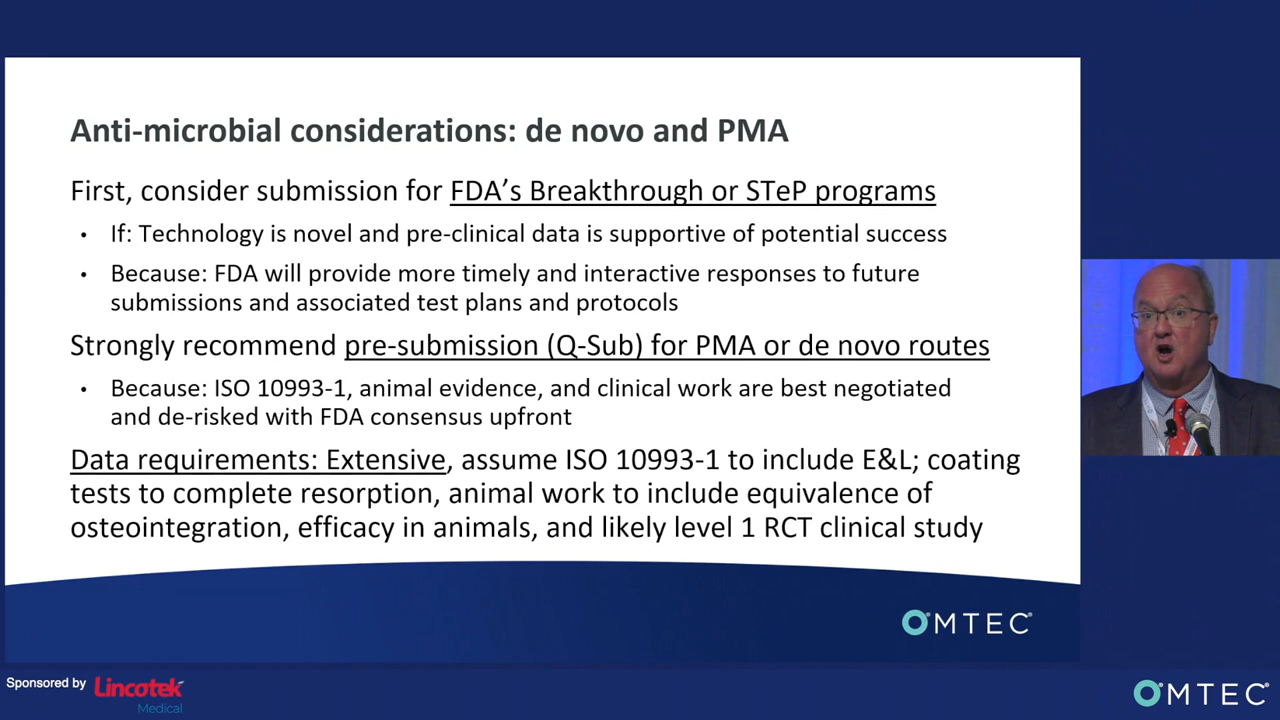 Anti-microbial considerations: de novo and PMA
First, consider submission for FDA's Breakthrough or STeP programs
• If: Technology is novel and pre-clinical data is supportive of potential success
• Because: FDA will provide more timely and interactive responses to future
submissions and associated test plans and protocols
Strongly recommend pre-submission (Q-Sub) for PMA or de novo routes
• Because: ISO 10993-1, animal evidence, and clinical work are best negotiated
and de-risked with FDA consensus upfront
Data requirements: Extensive, assume ISO 10993-1 to include E&L; coating
tests to complete resorption, animal work to include equivalence of
osteointegration, efficacy in animals, and likely level 1 RCT clinical study
OMTEC®
Sponsored by Lincotek
Medical
OMTEC®